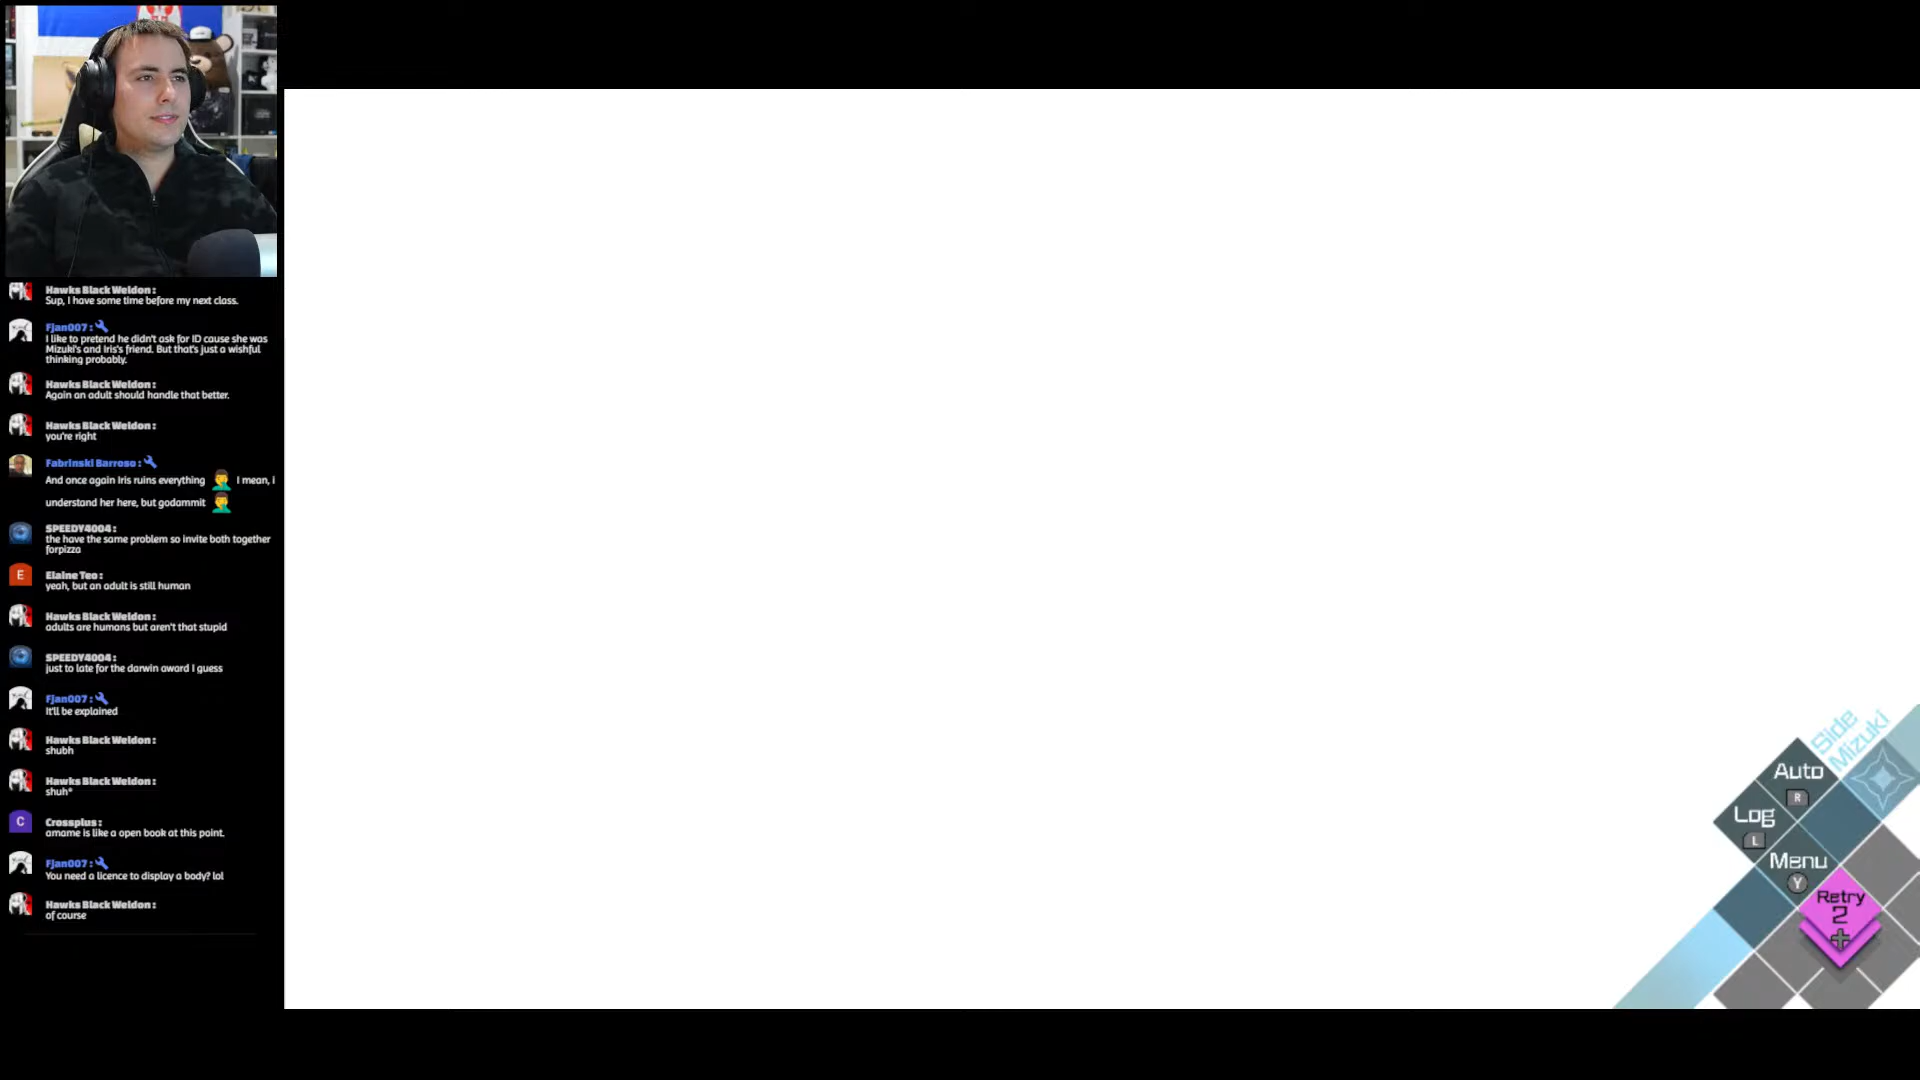 Hawks Black Weldon :
Sup, I have some time before my next class.
Fjan007 :
I like to pretend he didn't ask for ID cause she was
Mizuki's and Iris's friend. But that's just a wishful
thinking probably.
Hawks Black Weldon :
Again an adult should handle that better.
Hawks Black Weldon :
you're right
Fabrinski Barroso :
And once again Iris ruins everything 🤦‍♂️ I mean, i
understand her here, but godammit 🤦‍♂️
SPEEDY4004 :
the have the same problem so invite both together
forpizza
E
Elaine Teo :
yeah, but an adult is still human
Hawks Black Weldon :
adults are humans but aren't that stupid
SPEEDY4004 :
just to late for the darwin award I guess
Fjan007 :
It'll be explained
Hawks Black Weldon :
shubh
Hawks Black Weldon :
shuh*
C
Crossplus :
amame is like a open book at this point.
Fjan007 :
You need a licence to display a body? lol
Hawks Black Weldon :
of course
Side
Mizuki
Auto
R
Log
L
Menu
Y
Retry
2
+